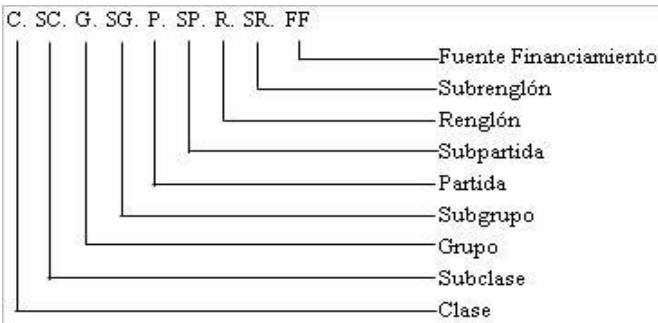 C. SC. G. SG. P. SP. R. SR. FF
Fuente Financiamiento
Subrenglón
Renglón
Subpartida
Partida
Subgrupo
Grupo
Subclase
Clase